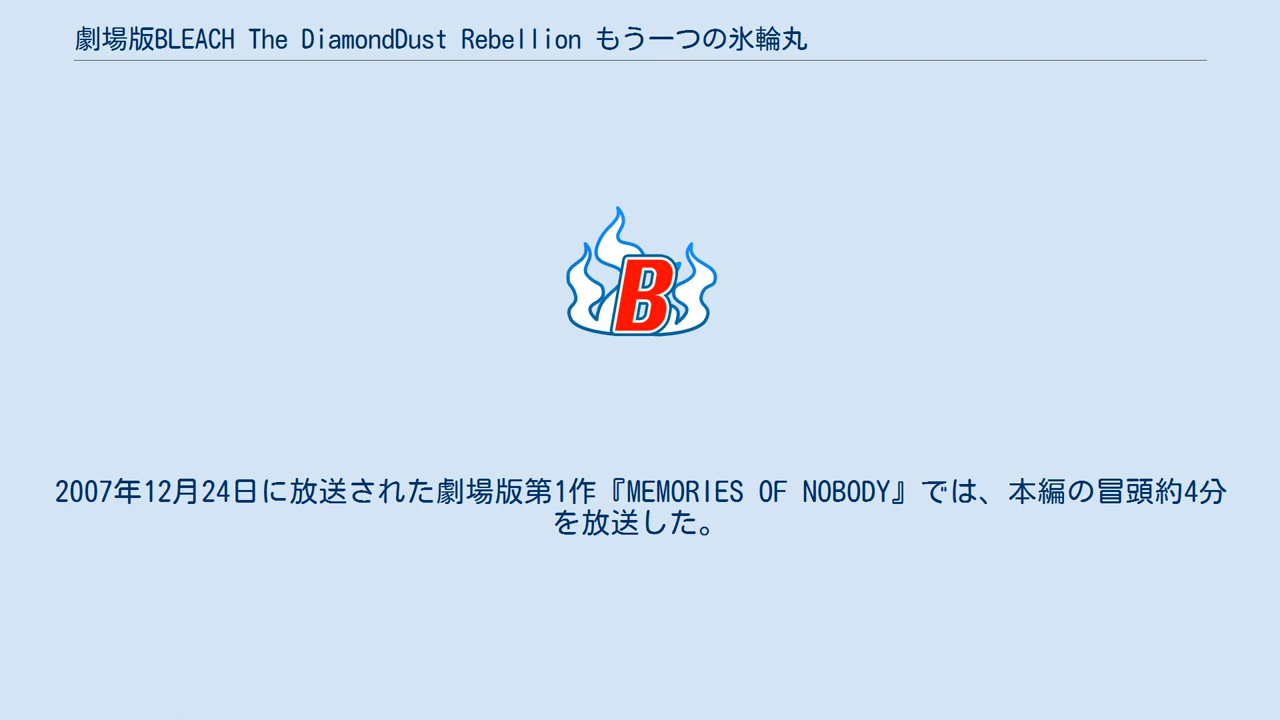 劇場版BLEACH The DiamondDust Rebellion もう一つの氷輪丸
B
2007年12月24日に放送された劇場版第1作『MEMORIES OF NOBODY』では、本編の冒頭約4分
を放送した。